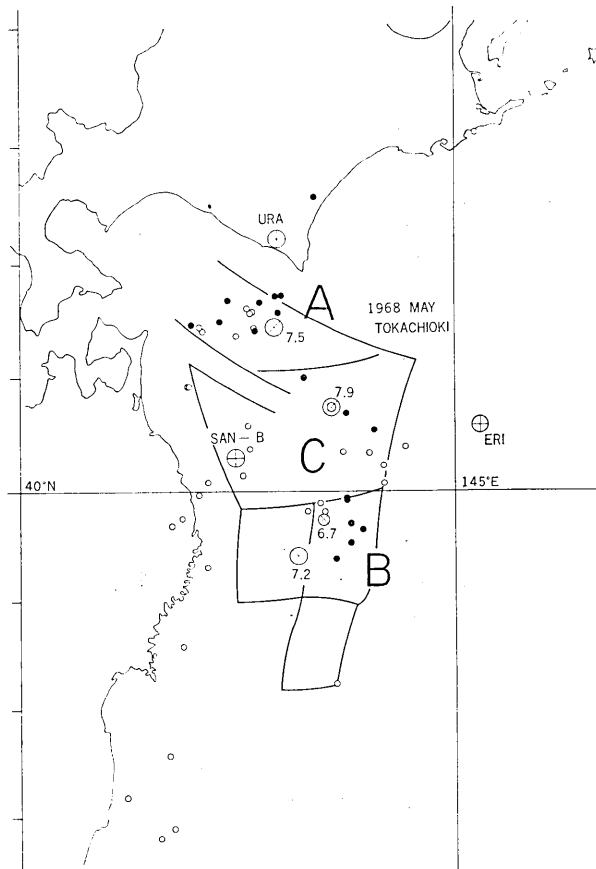 URA
A
1968 MAY
TOKACHIOKI
7.5
7.9
SAN-B
ERI
C
40°N
145°E
6.7
7.2
B